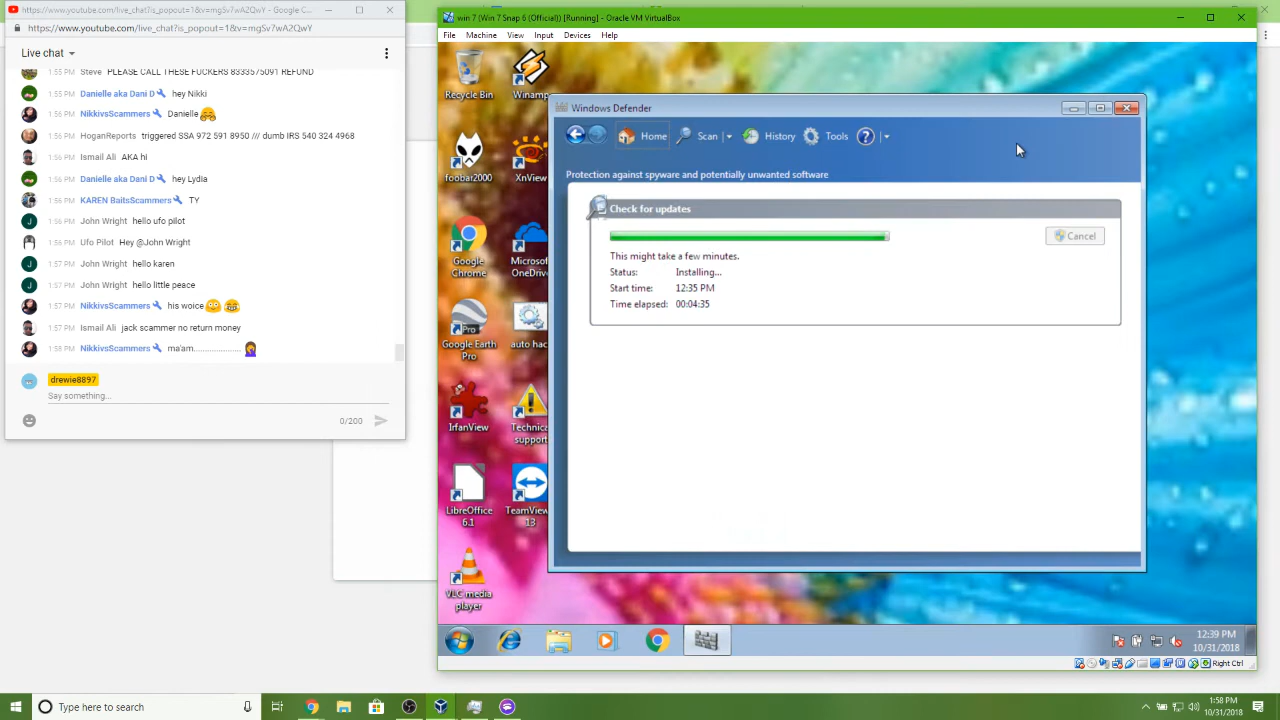 https://www.youtube.com/live_chat?is_popout=1&v=mgSv7wA2QwY - Google C...
https://www.youtube.com/live_chat?is_popout=1&v=mgSv7wA2QwY
Live chat
1:55 PM Steve PLEASE CALL THESE FUCKERS 8333575091 REFUND
1:55 PM Danielle aka Dani D hey Nikki
1:56 PM NikkivsScammers Danielle 🤗
1:56 PM HoganReports triggered SSA 972 591 8950 /// dumb IRS 540 324 4968
1:56 PM Ismail Ali AKA hi
1:56 PM Danielle aka Dani D hey Lydia
1:56 PM KAREN BaitsScammers TY
1:56 PM John Wright hello ufo pilot
1:56 PM Ufo Pilot Hey @John Wright
1:56 PM John Wright hello karen
1:57 PM John Wright hello little peace
1:57 PM NikkivsScammers his woice
1:57 PM Ismail Ali jack scammer no return money
1:58 PM NikkivsScammers ma'am.....................
drewie8897
Say something...
0/200
win 7 (Win 7 Snap 6 (Official)) [Running] - Oracle VM VirtualBox
File Machine View Input Devices Help
Recycle Bin
Winamp
foobar2000
XnView
Google Chrome
Microsoft OneDrive
Google Earth Pro
auto hac
IrfanView
Technic support
LibreOffice 6.1
TeamView 13
VLC media player
Windows Defender
Home Scan History Tools
Protection against spyware and potentially unwanted software
Check for updates
Cancel
This might take a few minutes.
Status: Installing...
Start time: 12:35 PM
Time elapsed: 00:04:35
12:39 PM
10/31/2018
Right Ctrl
Type here to search
1:58 PM
10/31/2018